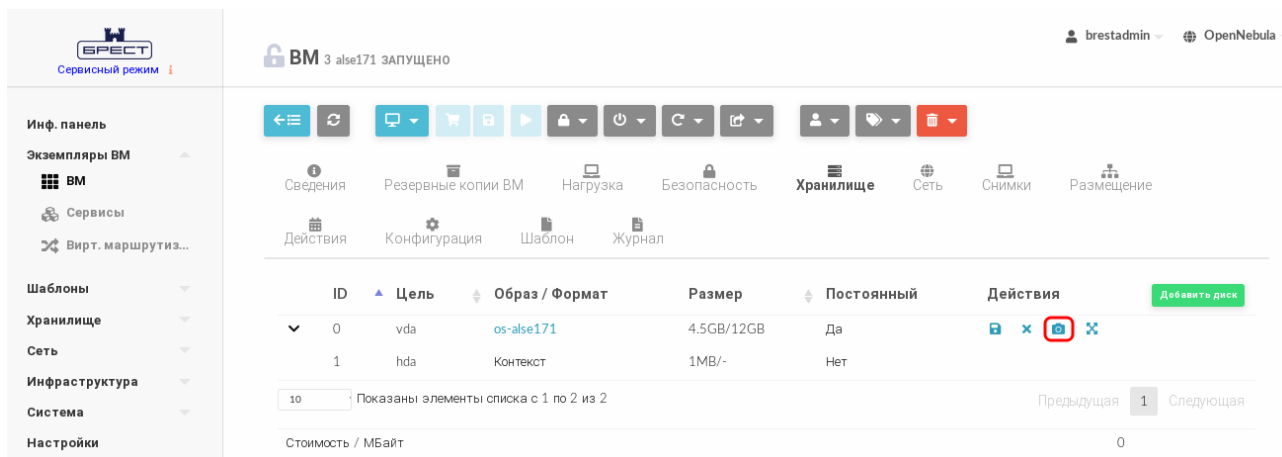 БРЕСТ
Сервисный режим i
Инф. панель
Экземпляры ВМ
ВМ
Сервисы
Вирт. маршрутиз...
Шаблоны
Хранилище
Сеть
Инфраструктура
Система
Настройки
ВМ 3 alse171 ЗАПУЩЕНО
brestadmin
OpenNebula
Сведения Резервные копии ВМ Нагрузка Безопасность Хранилище Сеть Снимки Размещение
Действия Конфигурация Шаблон Журнал
ID Цель Образ / Формат Размер Постоянный Действия Добавить диск
0 vda os-alse171 4.5GB/12GB Да
1 hda Контекст 1MB/- Нет
10 Показаны элементы списка с 1 по 2 из 2 Предыдущая 1 Следующая
Стоимость / МБайт 0